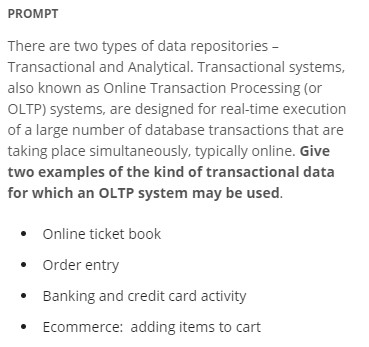 PROMPT
There are two types of data repositories –
Transactional and Analytical. Transactional systems,
also known as Online Transaction Processing (or
OLTP) systems, are designed for real-time execution
of a large number of database transactions that are
taking place simultaneously, typically online. Give
two examples of the kind of transactional data
for which an OLTP system may be used.
• Online ticket book
• Order entry
• Banking and credit card activity
• Ecommerce: adding items to cart